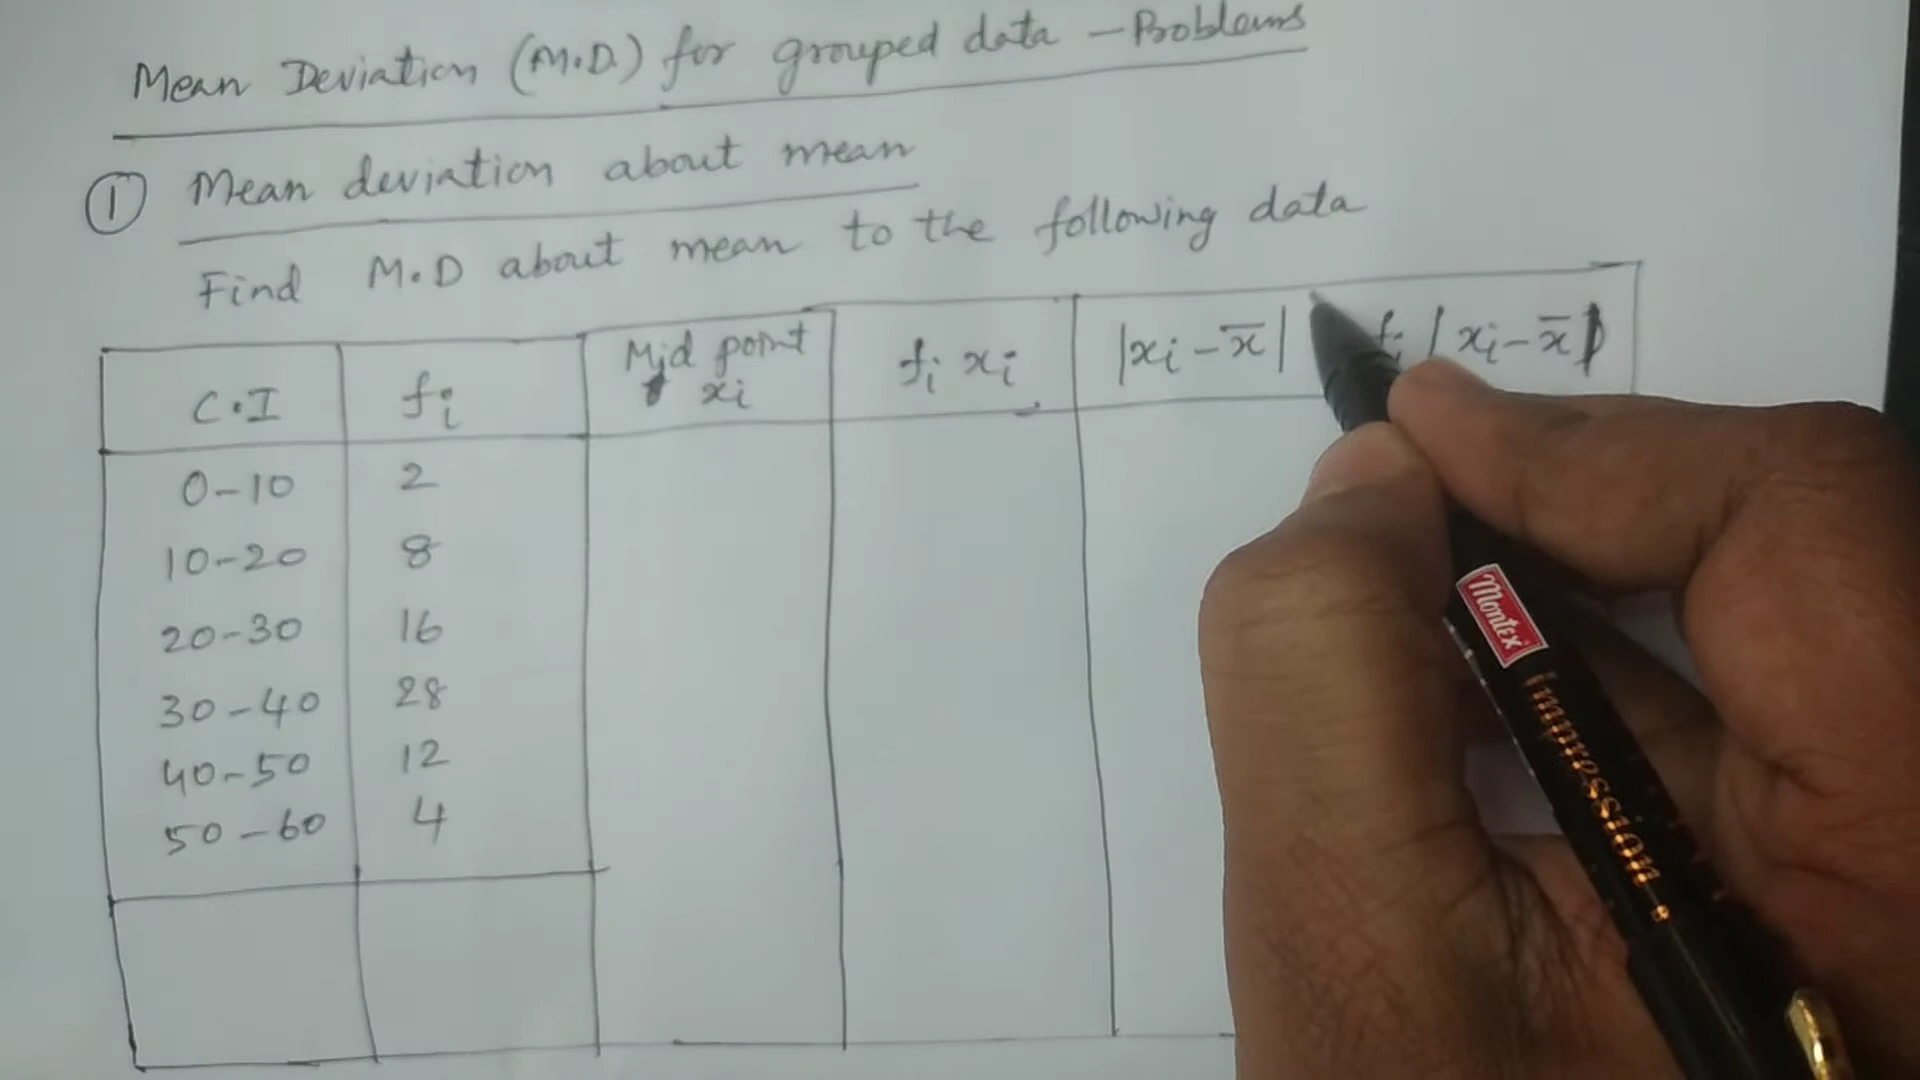 Mean Deviation (M.D.) for grouped data - Problems
① Mean deviation about mean
Find M.D about mean to the following data
C.I fi Mid point xi fi xi |xi - x̄| fi |xi - x̄|
0-10 2
10-20 8
20-30 16
30-40 28
40-50 12
50-60 4
Montex
Impression